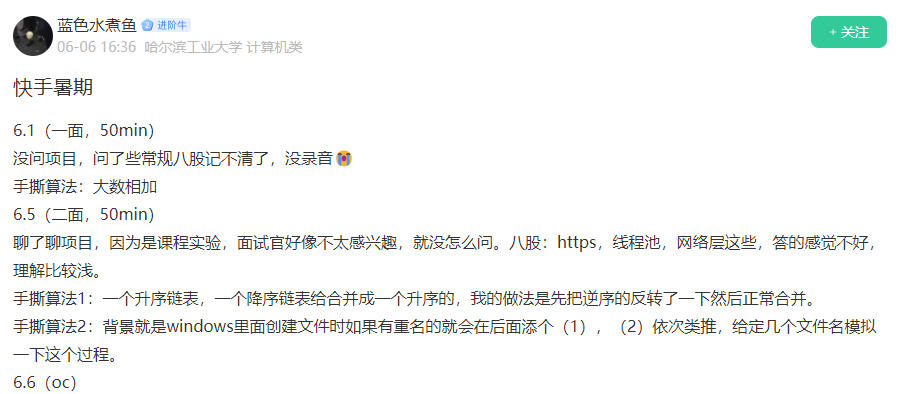 蓝色水煮鱼 2 进阶牛
06-06 16:36 哈尔滨工业大学 计算机类
+ 关注
快手暑期
6.1（一面，50min）
没问项目，问了些常规八股记不清了，没录音😭
手撕算法：大数相加
6.5（二面，50min）
聊了聊项目，因为是课程实验，面试官好像不太感兴趣，就没怎么问。八股：https，线程池，网络层这些，答的感觉不好，
理解比较浅。
手撕算法1：一个升序链表，一个降序链表给合并成一个升序的，我的做法是先把逆序的反转了一下然后正常合并。
手撕算法2：背景就是windows里面创建文件时如果有重名的就会在后面添个（1），（2）依次类推，给定几个文件名模拟
一下这个过程。
6.6（oc）